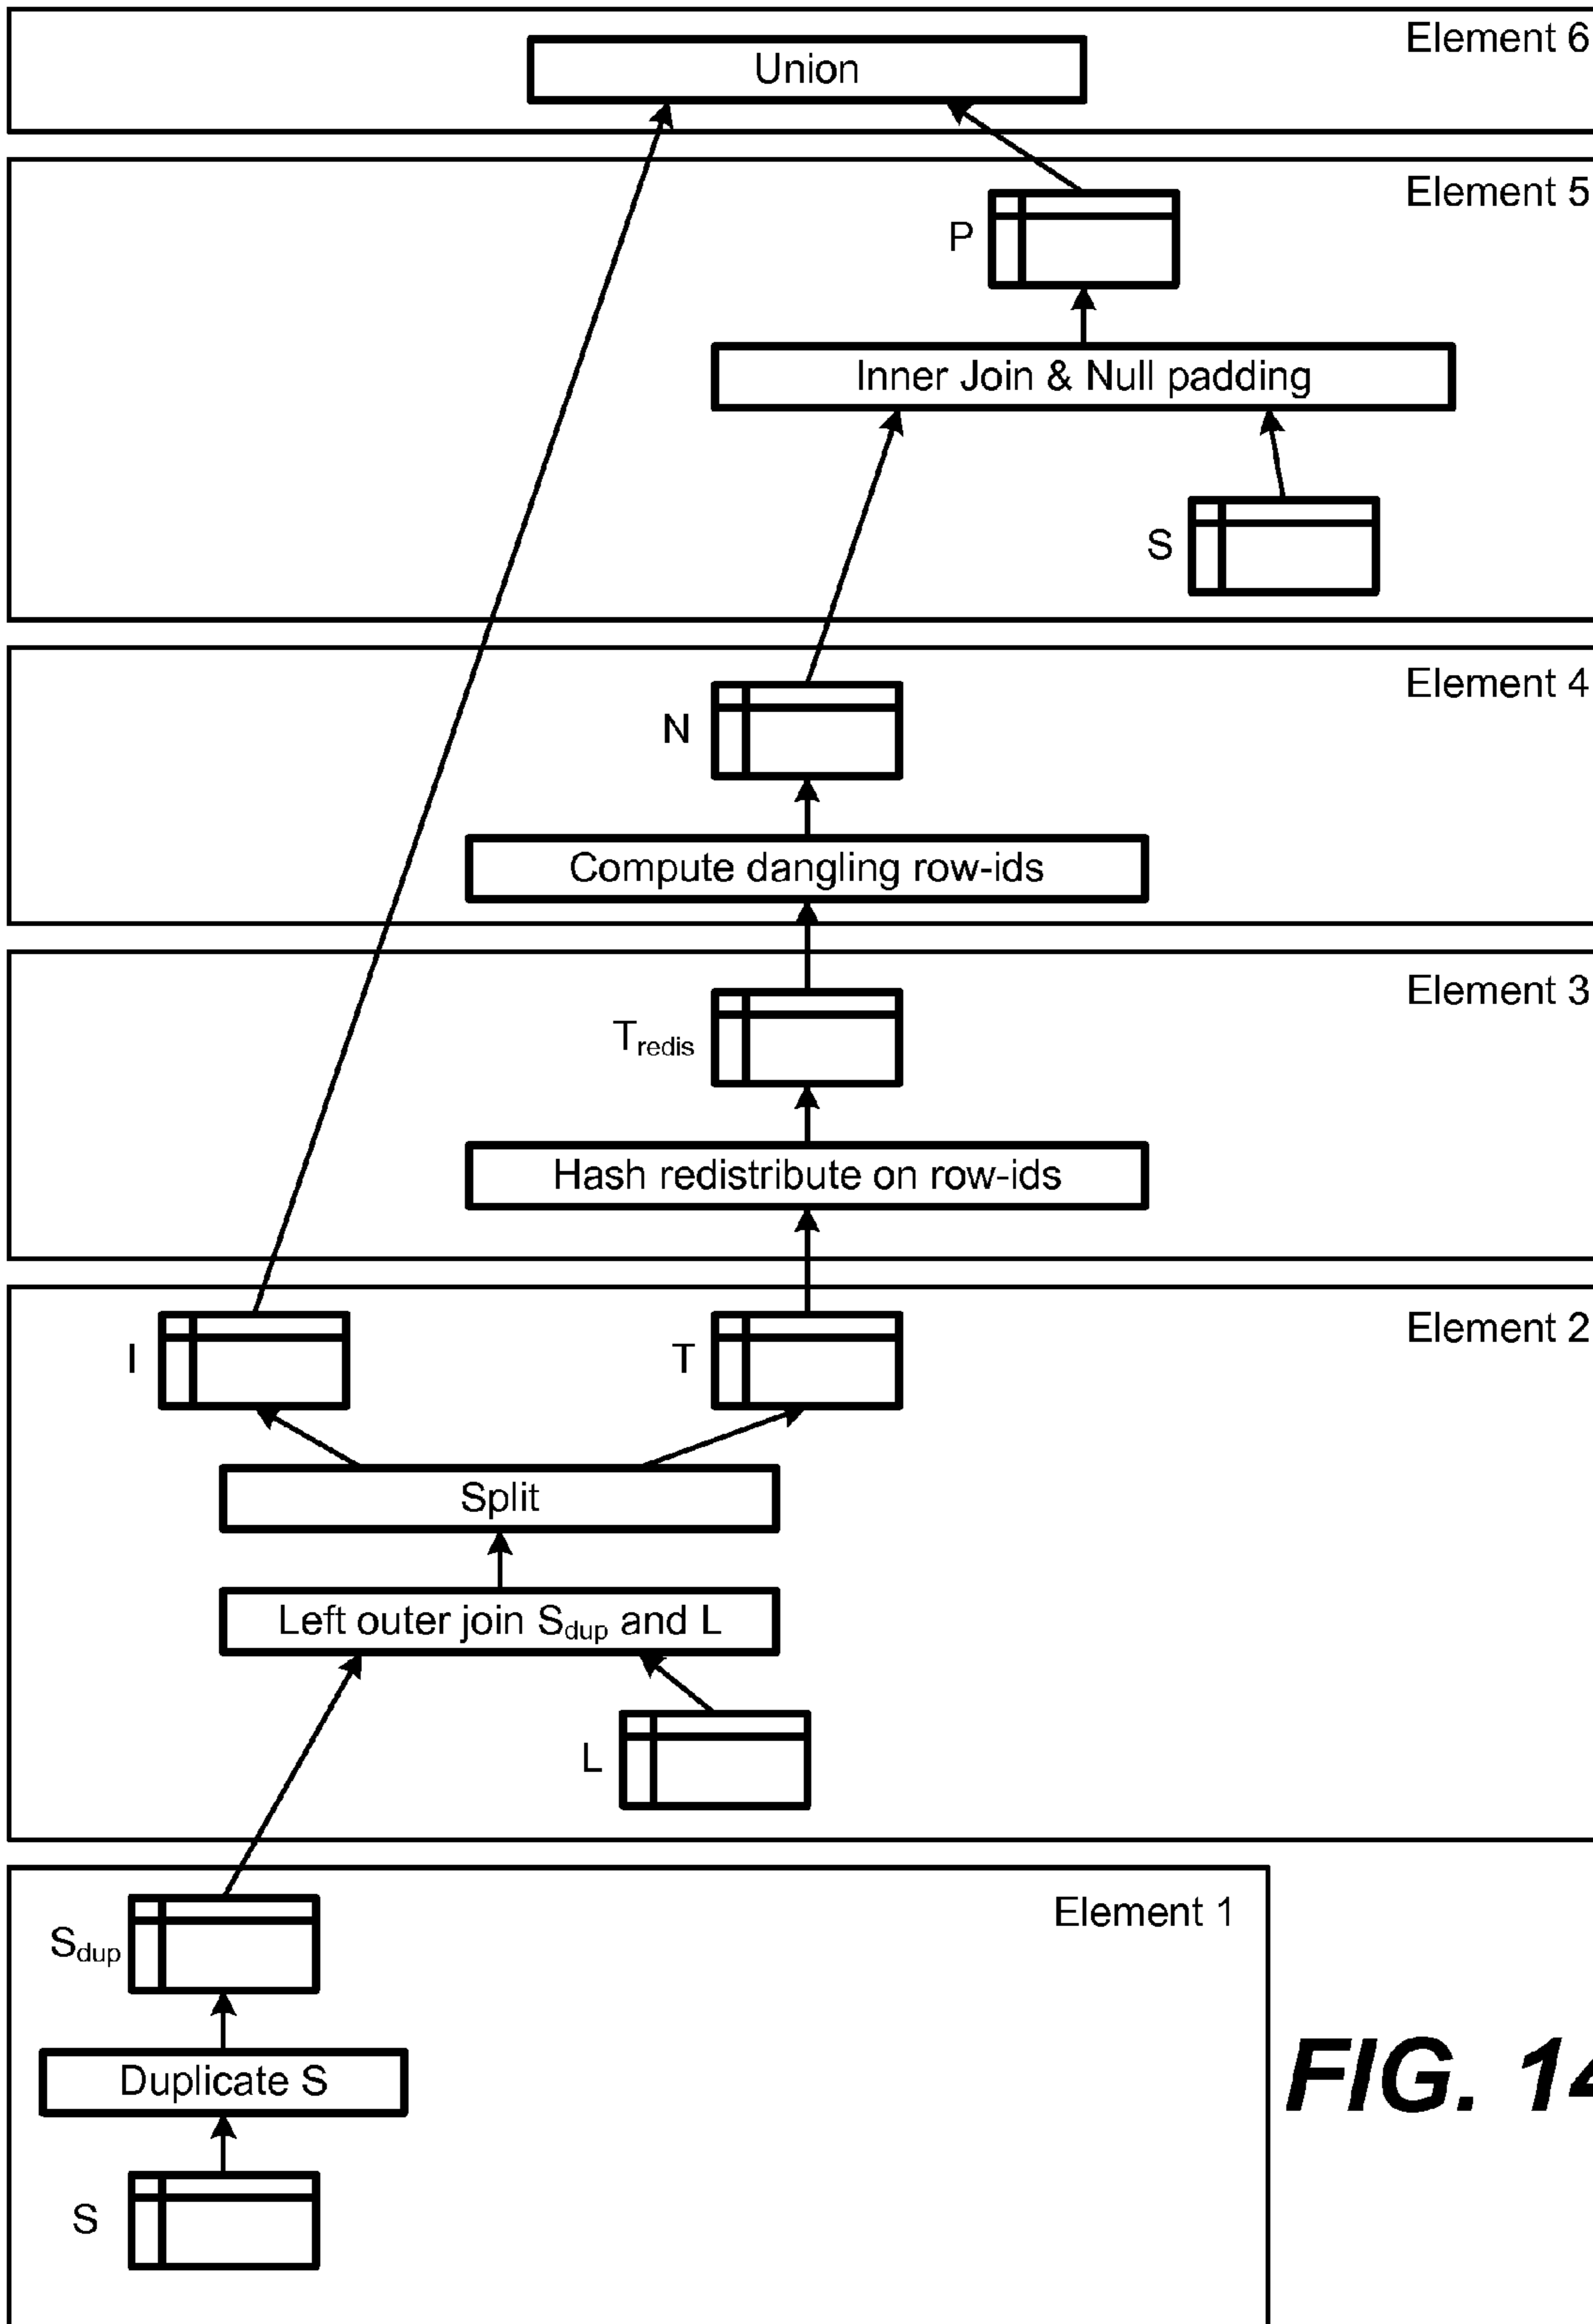 Element 6
Union
Element 5
P
Inner Join & Null padding
S
Element 4
N
Compute dangling row-ids
Element 3
Tredis
Hash redistribute on row-ids
Element 2
I
T
Split
Left outer join Sdup and L
L
Element 1
Sdup
Duplicate S
FIG. 14
S